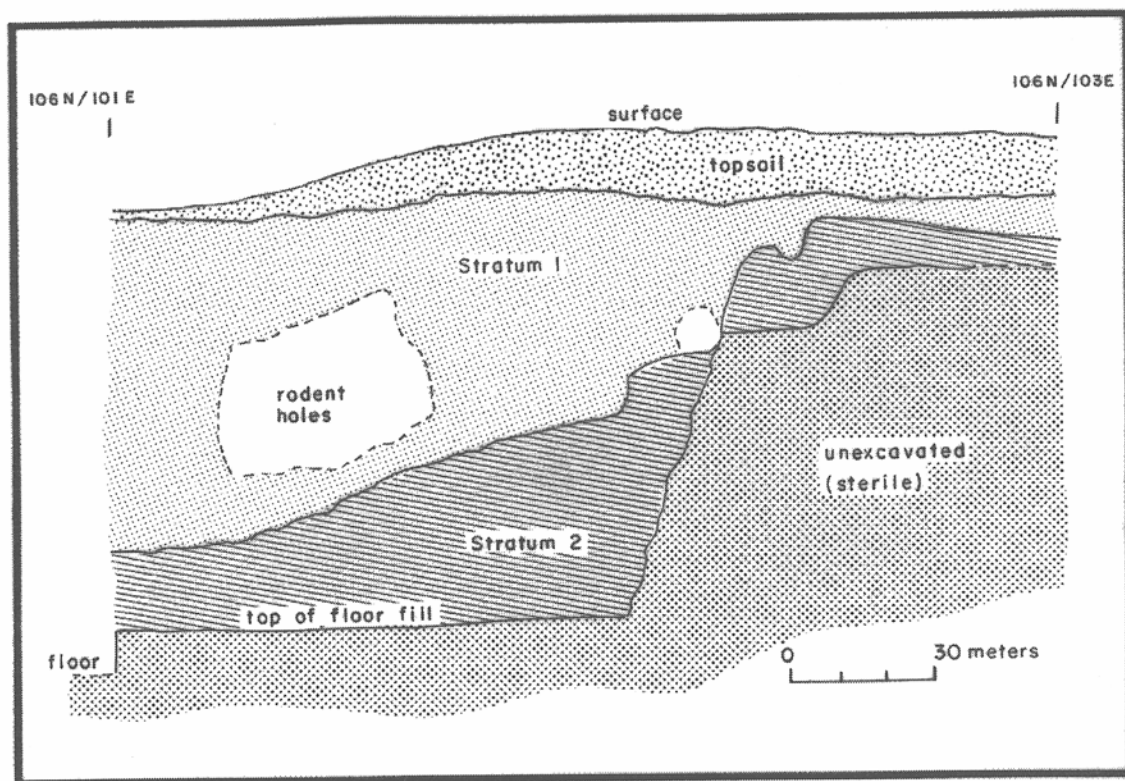 106N/101E
106N/103E
surface
topsail
Stratum 1
rodent
holes
unexcavated
(sterile)
Stratum 2
top of floor fill
floor
0
30 meters